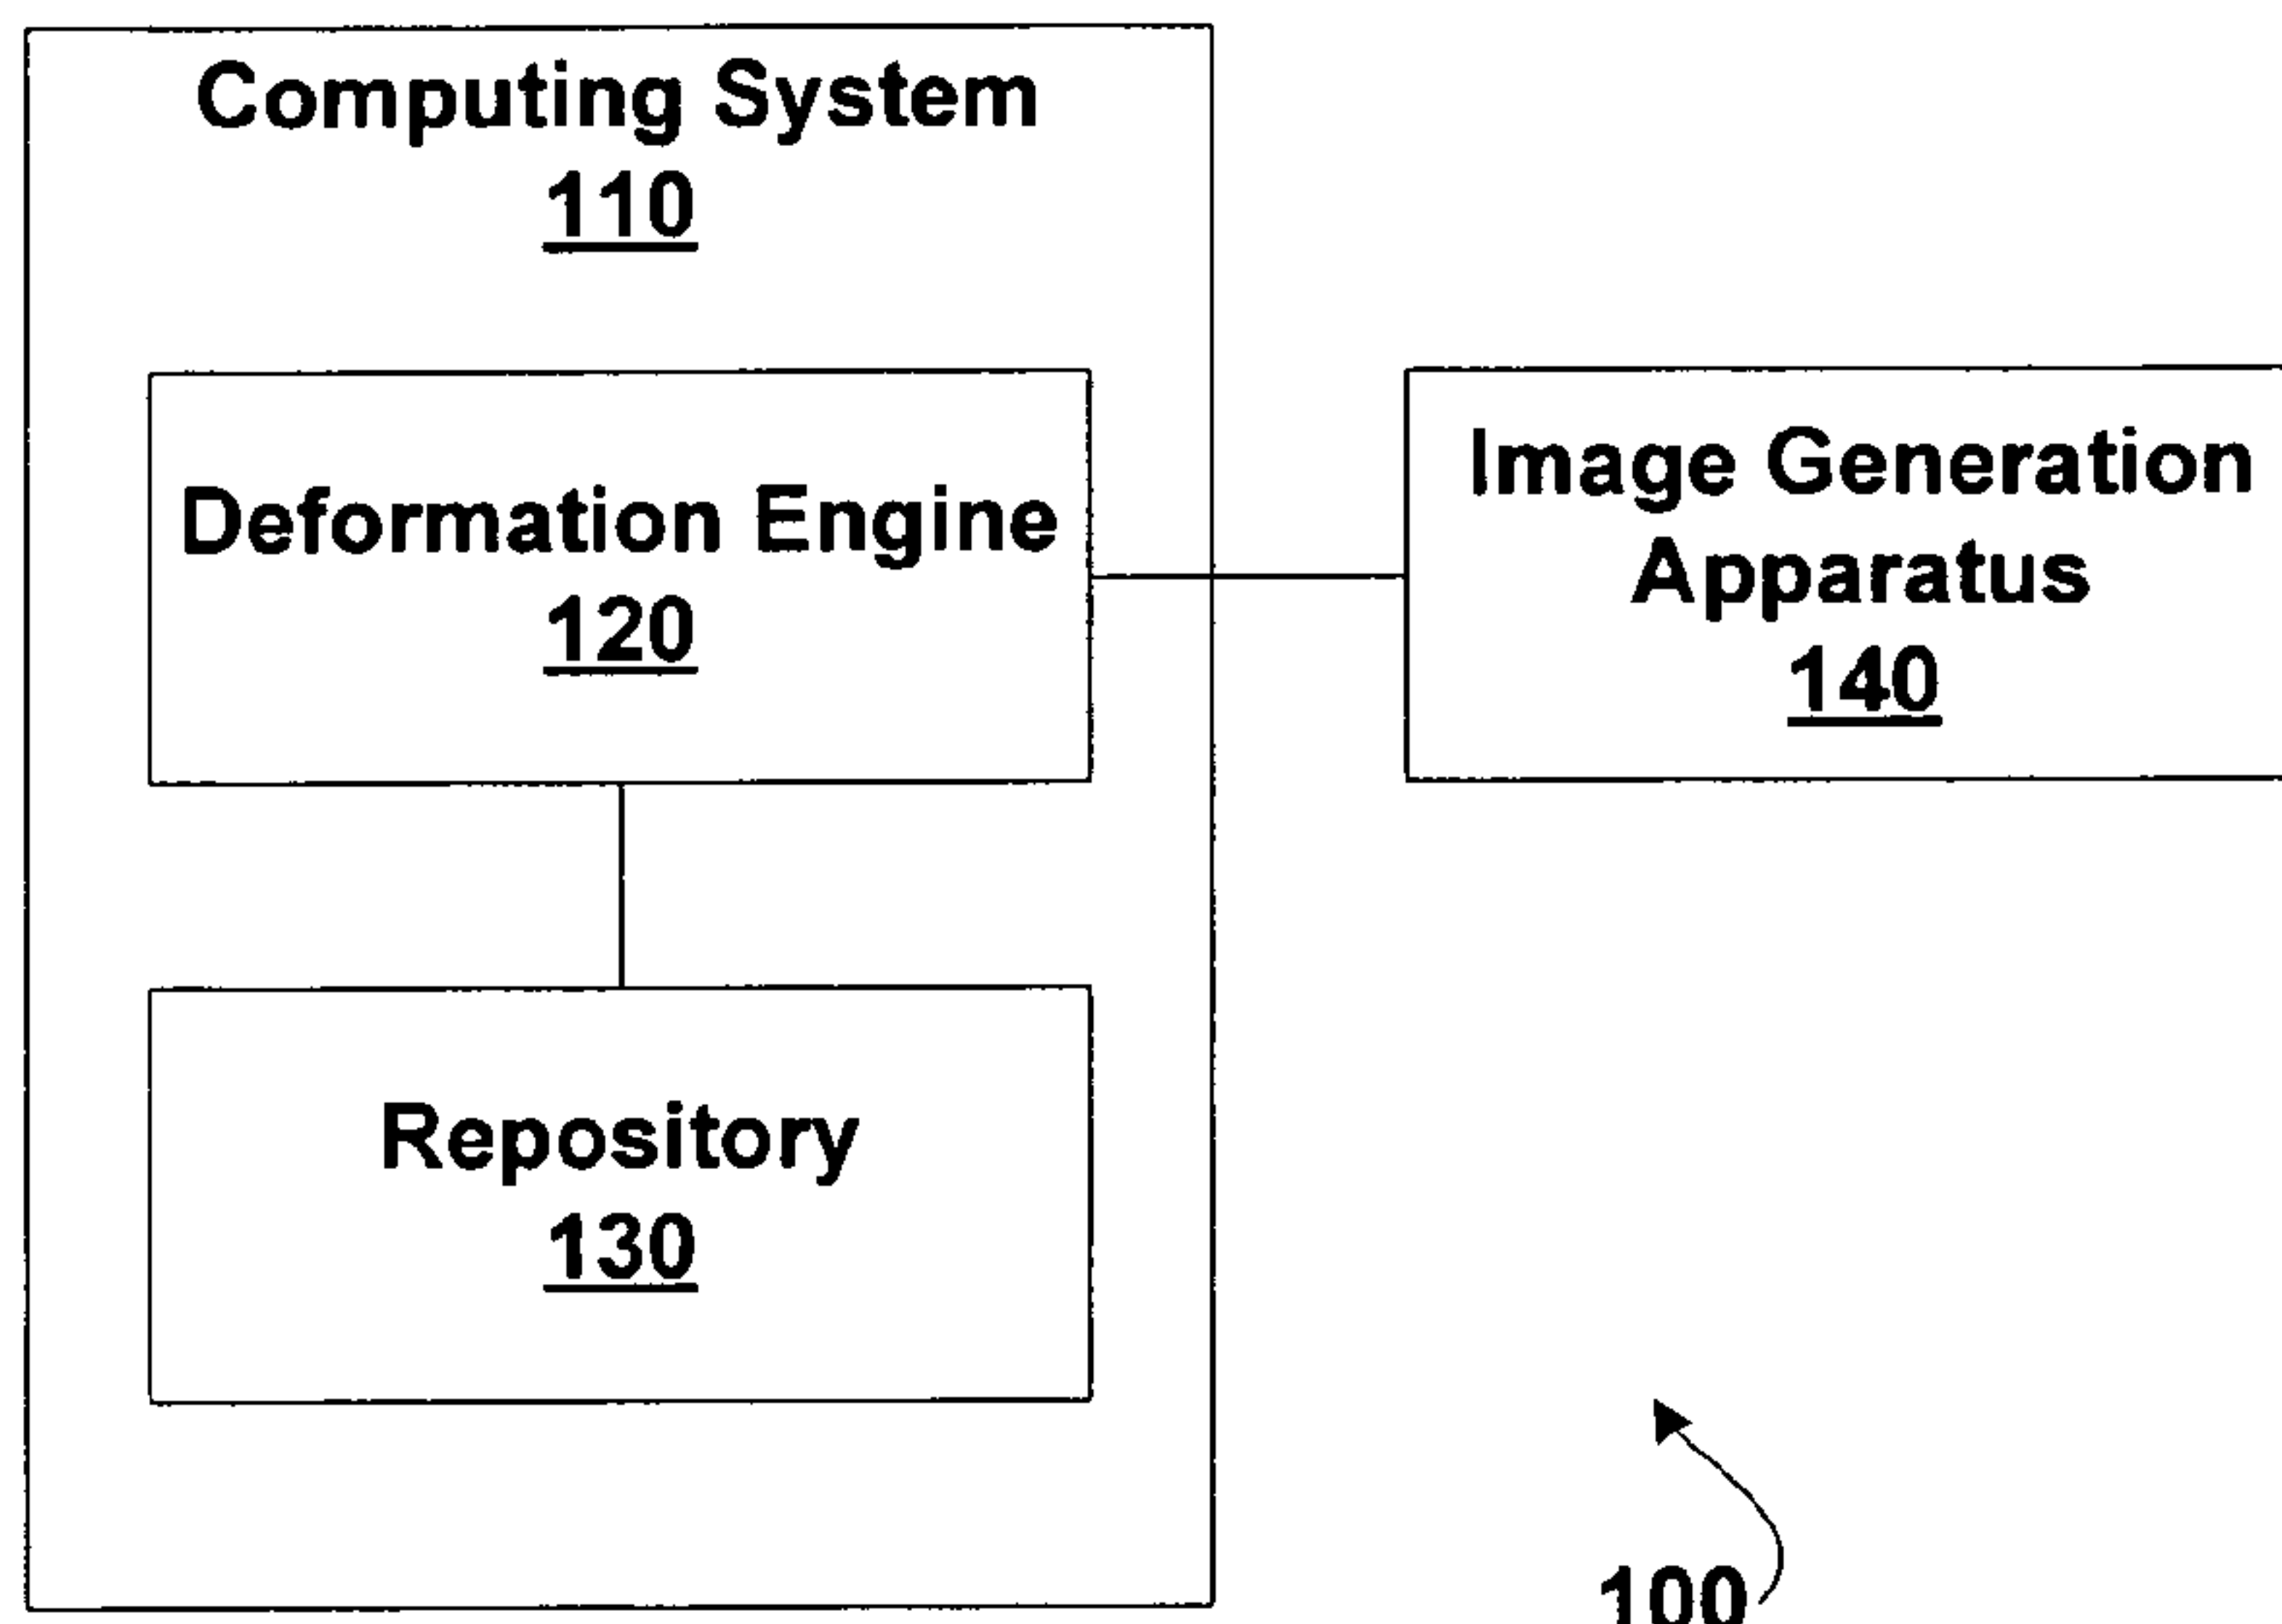 Computing System
110
Deformation Engine
120
Image Generation
Apparatus
140
Repository
130
100